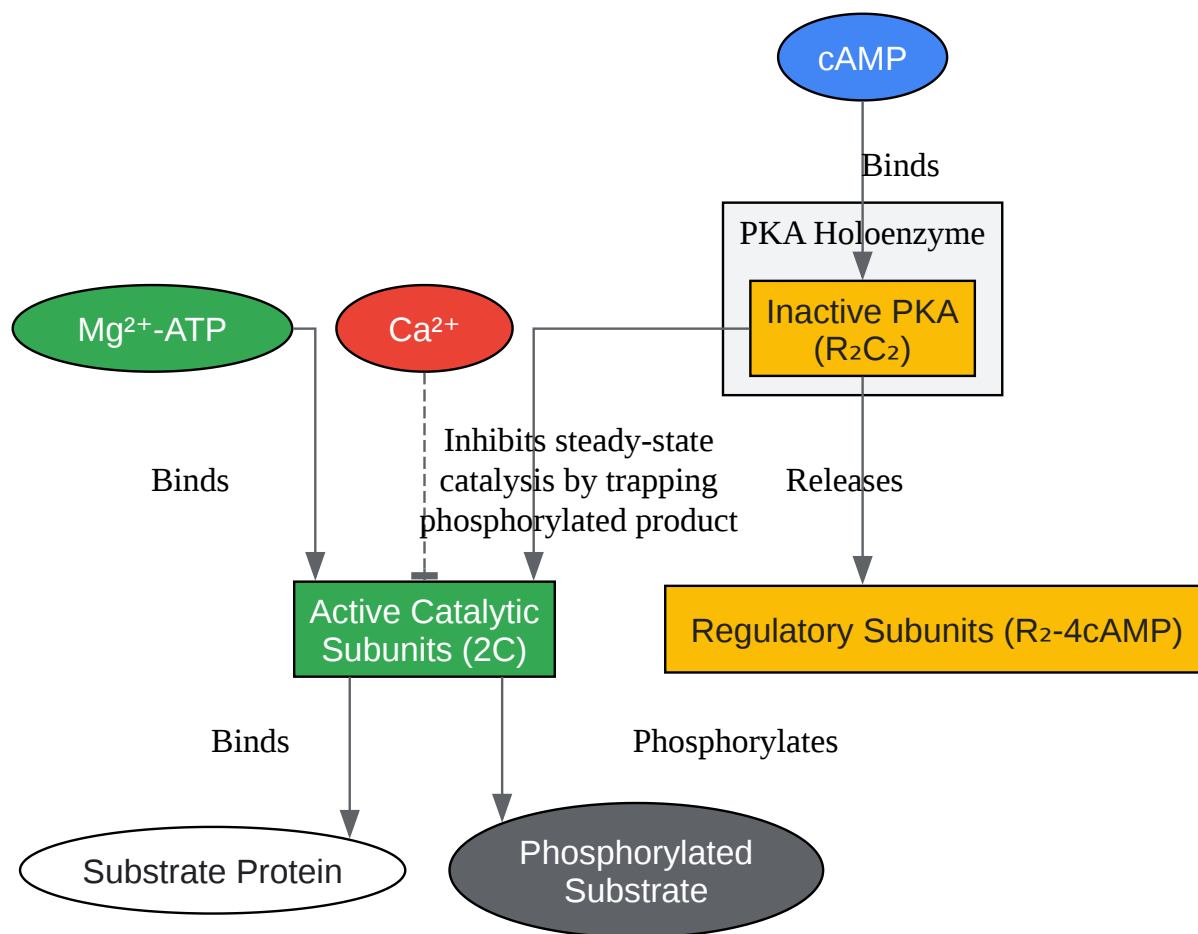 cAMP
Binds
PKA Holoenzyme
Inactive PKA
(R₂C₂)
Mg²⁺-ATP
Ca²⁺
Binds
Inhibits steady-state
catalysis by trapping
phosphorylated product
Releases
Active Catalytic
Subunits (2C)
Regulatory Subunits (R₂-4cAMP)
Binds
Phosphorylates
Substrate Protein
Phosphorylated
Substrate